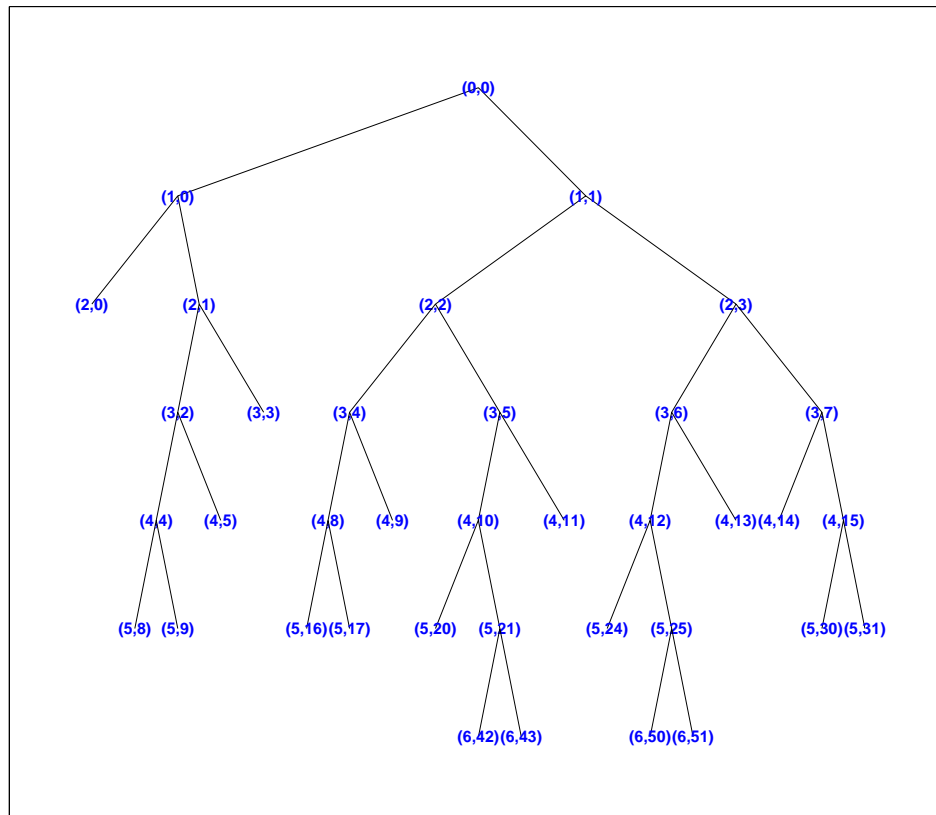 (0,0)
(1,0) (1,1)
(2,0) (2,1) (2,2) (2,3)
(3,2) (3,3) (3,4) (3,5) (3,6) (3,7)
(4,4) (4,5) (4,8) (4,9) (4,10) (4,11) (4,12) (4,13) (4,14) (4,15)
(5,8) (5,9) (5,16) (5,17) (5,20) (5,21) (5,24) (5,25) (5,30) (5,31)
(6,42) (6,43) (6,50) (6,51)